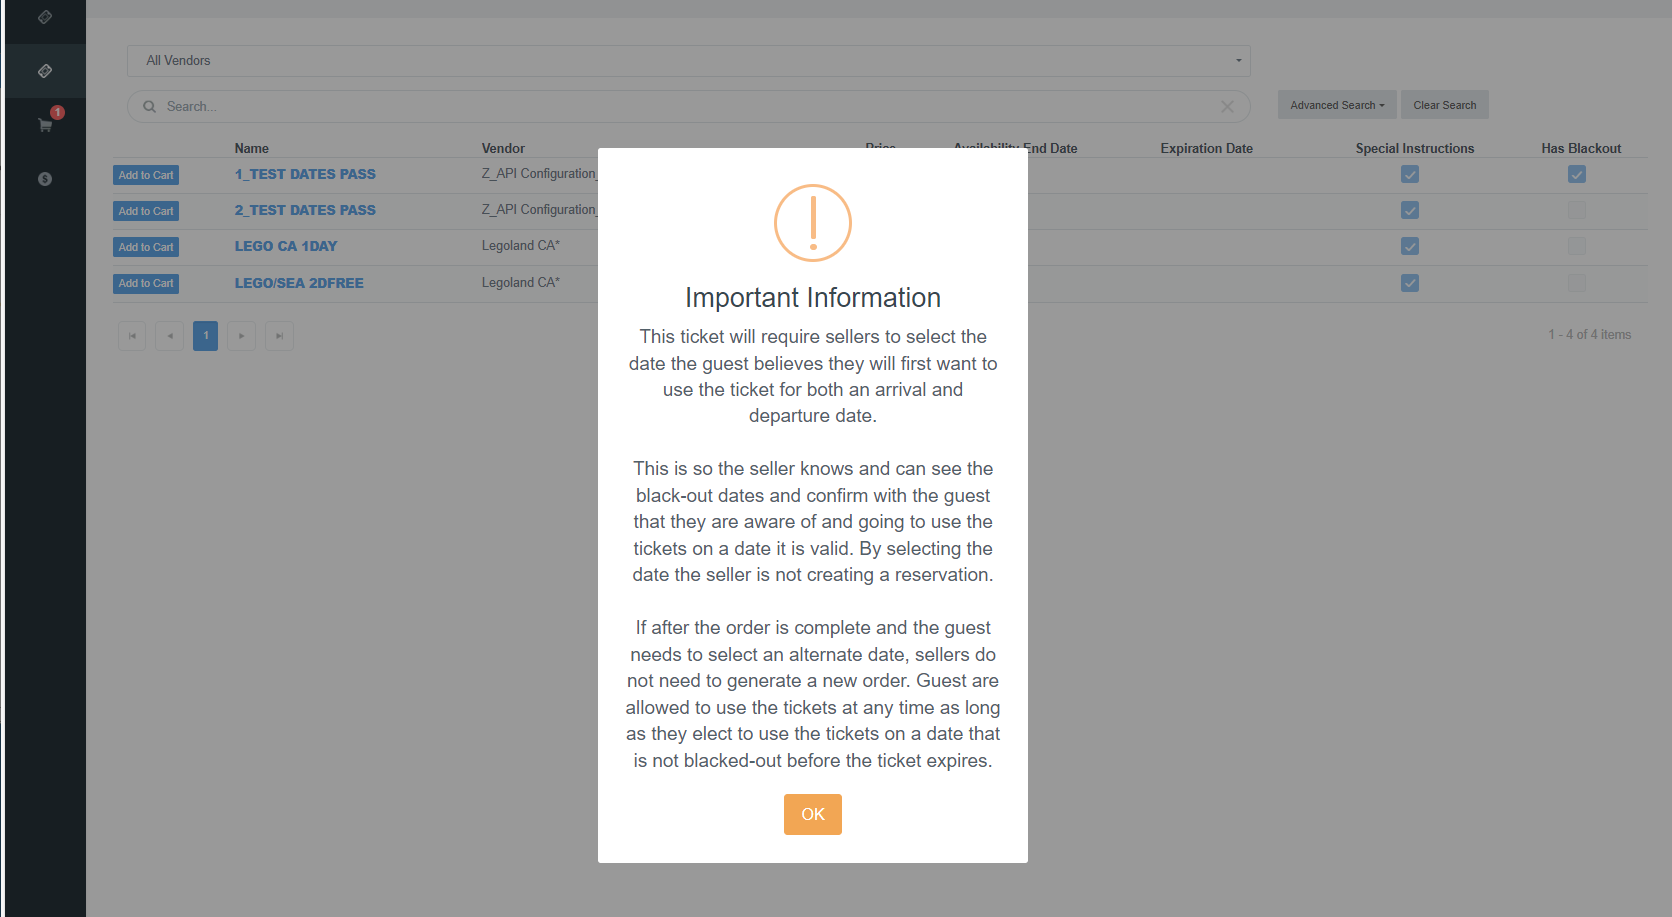 All Vendors
1
Search...
Advanced Search
Clear Search
Name Vendor End Date Expiration Date Special Instructions Has Blackout
Add to Cart 1_TEST DATES PASS Z_API Configuration_
Add to Cart 2_TEST DATES PASS Z_API Configuration_
Add to Cart LEGO CA 1DAY Legoland CA*
Add to Cart LEGO/SEA 2DFREE Legoland CA*
1
1 - 4 of 4 items
Important Information
This ticket will require sellers to select the
date the guest believes they will first want to
use the ticket for both an arrival and
departure date.
This is so the seller knows and can see the
black-out dates and confirm with the guest
that they are aware of and going to use the
tickets on a date it is valid. By selecting the
date the seller is not creating a reservation.
If after the order is complete and the guest
needs to select an alternate date, sellers do
not need to generate a new order. Guest are
allowed to use the tickets at any time as long
as they elect to use the tickets on a date that
is not blacked-out before the ticket expires.
OK